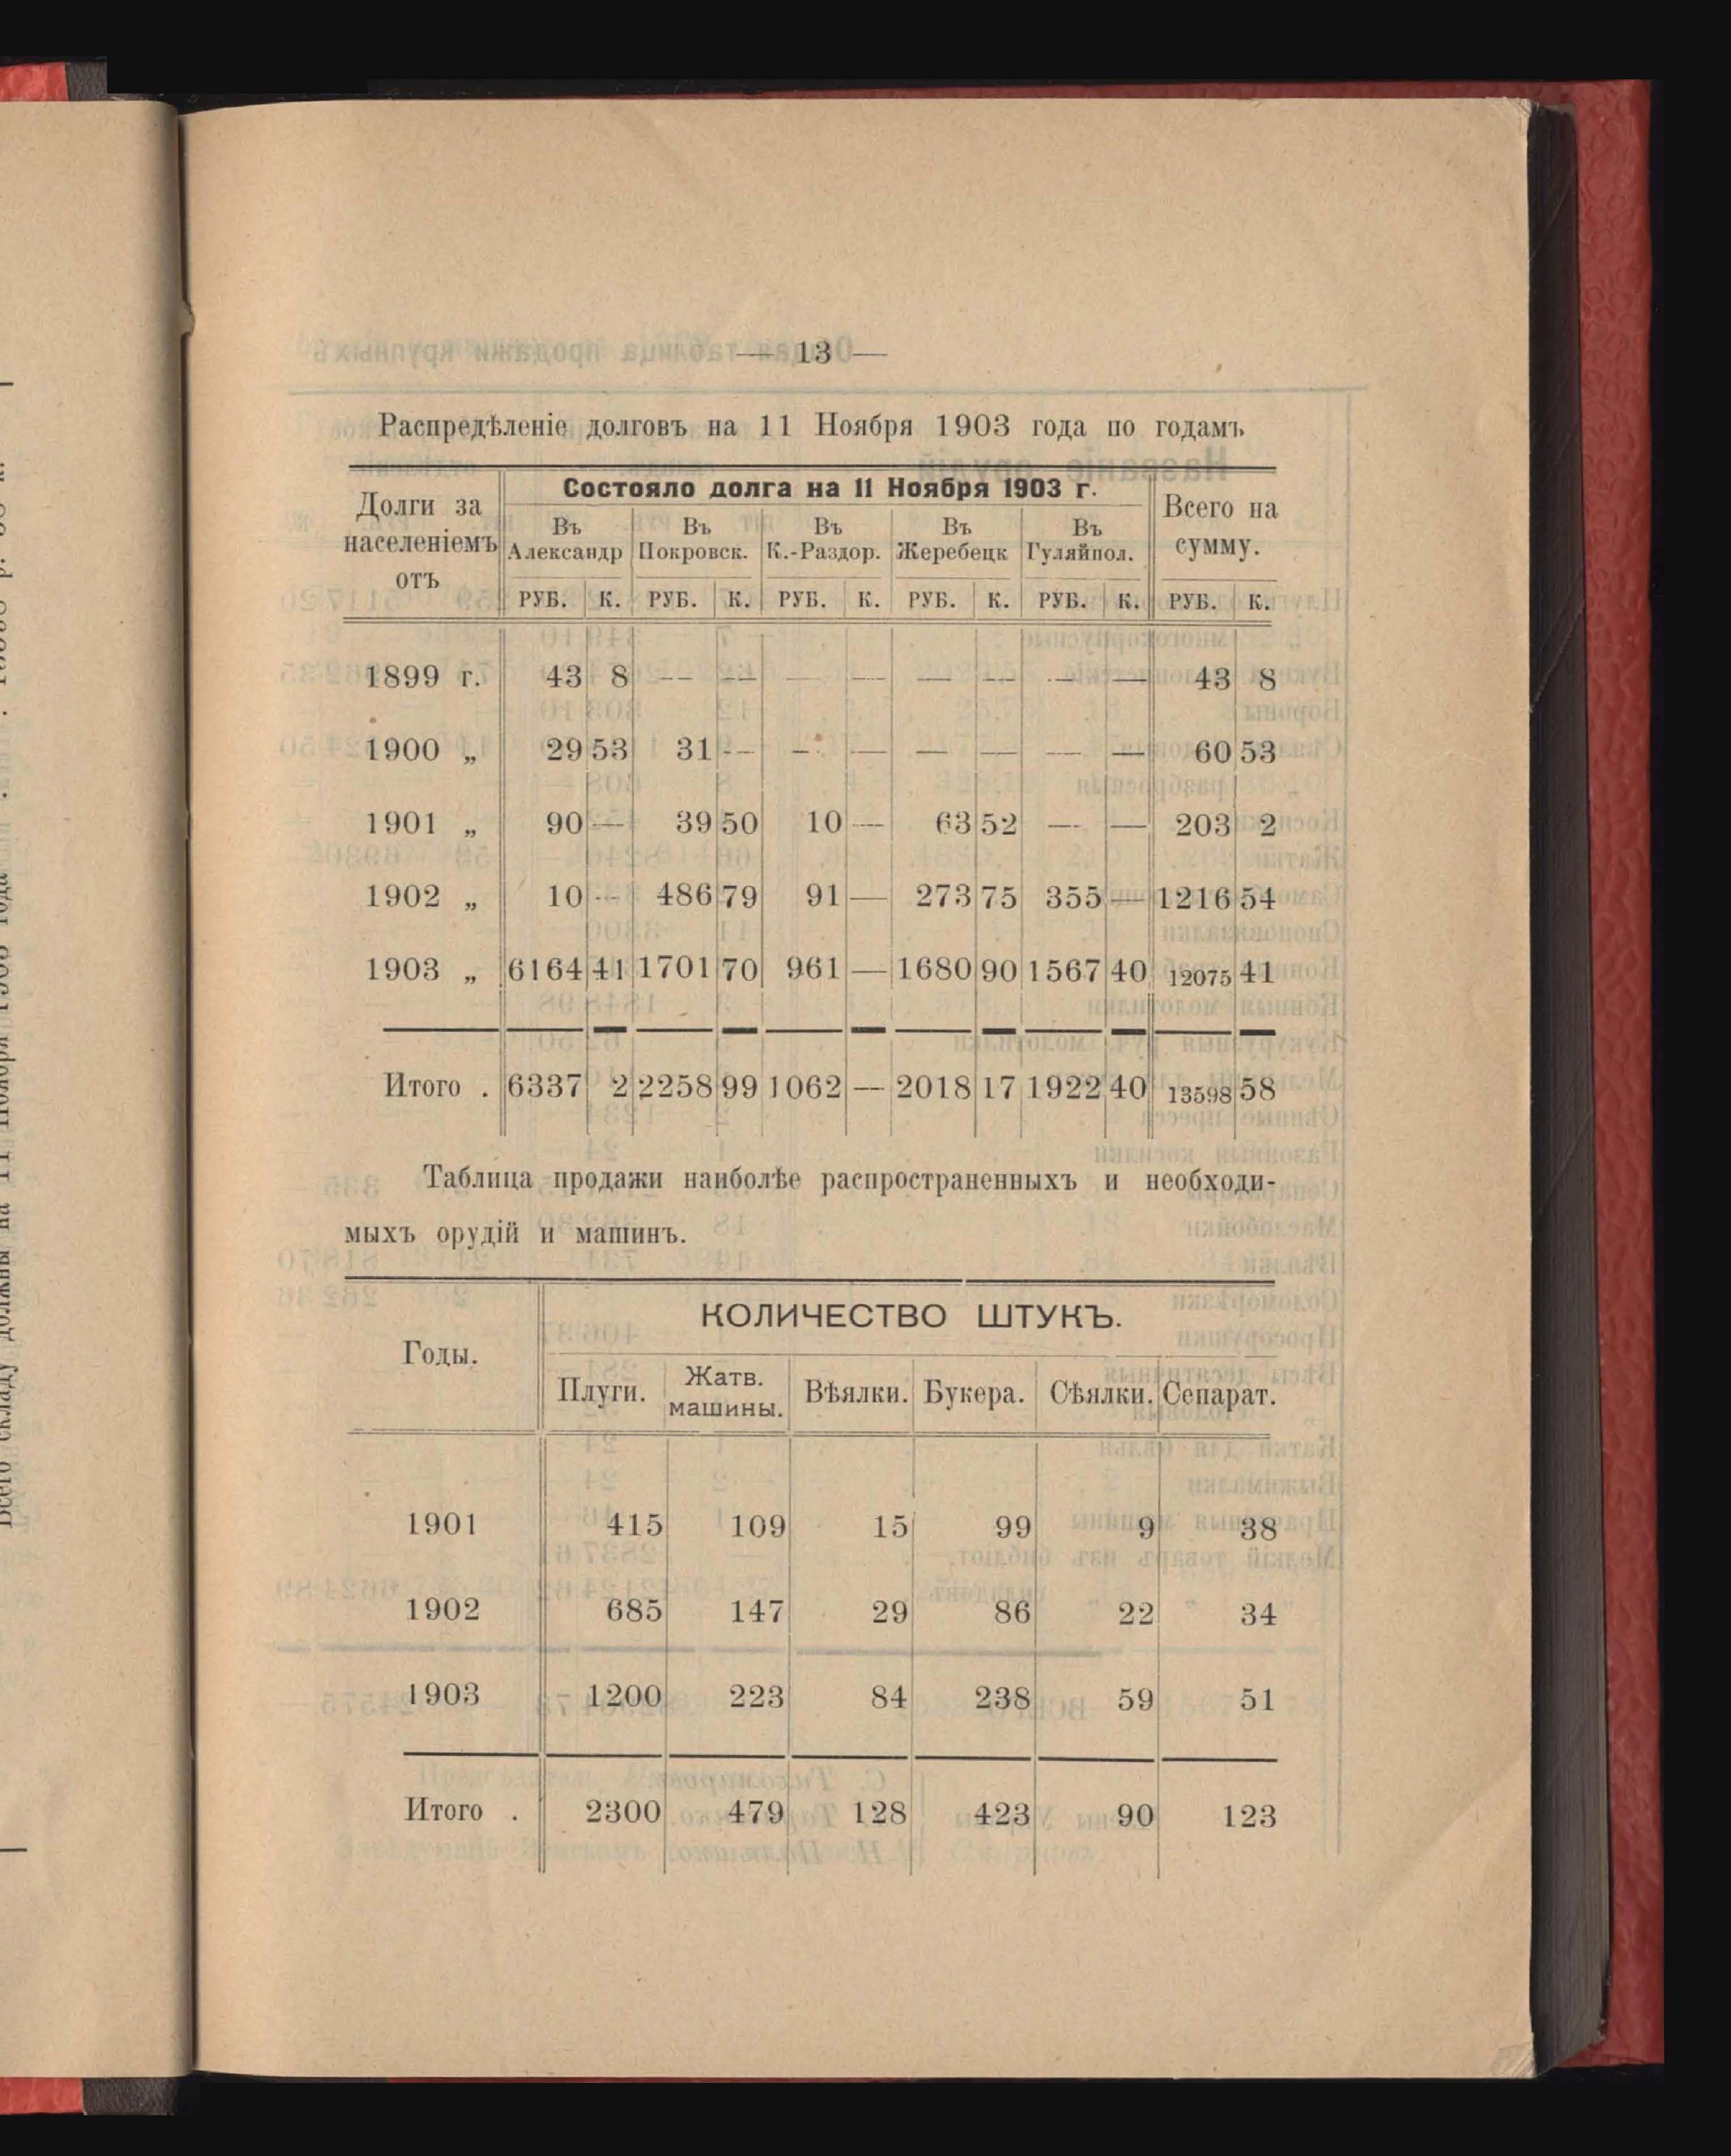 — 13 —
Распредѣленіе долговъ на 11 Ноября 1903 года по годамъ
Долги за населеніемъ отъ
Состояло долга на 11 Ноября 1903 г.
Всего на сумму.
Въ Александр Въ Покровск. Въ К.-Раздор. Въ Жеребецк Въ Гуляйпол.
РУБ. К. РУБ. К. РУБ. К. РУБ. К. РУБ. К. РУБ. К.
1899 г. 43 8 — — — — — — — — 43 8
1900 „ 29 53 31 — — — — — — — 60 53
1901 „ 90 — 39 50 10 — 63 52 — — 203 2
1902 „ 10 — 486 79 91 — 273 75 355 — 1216 54
1903 „ 6164 41 1701 70 961 — 1680 90 1567 40 12075 41
Итого . 6337 2 2258 99 1062 — 2018 17 1922 40 13598 58
Таблица продажи наиболѣе распространенныхъ и необходи-
мыхъ орудій и машинъ.
Годы.
КОЛИЧЕСТВО ШТУКЪ.
Плуги. Жатв. машины. Вѣялки. Букера. Сѣялки. Сепарат.
1901 415 109 15 99 9 38
1902 685 147 29 86 22 34
1903 1200 223 84 238 59 51
Итого . 2300 479 128 423 90 123